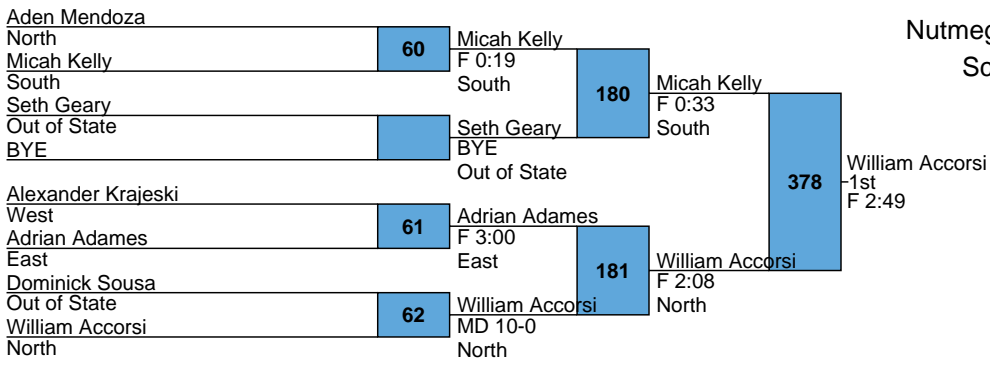 Aden Mendoza
North
Micah Kelly
South
Seth Geary
Out of State
BYE
Alexander Krajeski
West
Adrian Adames
East
Dominick Sousa
Out of State
William Accorsi
North
60
61
62
Micah Kelly
F 0:19
South
Seth Geary
BYE
Out of State
Adrian Adames
F 3:00
East
William Accorsi
MD 10-0
North
180
181
Micah Kelly
F 0:33
South
William Accorsi
F 2:08
North
378
William Accorsi
1st
F 2:49
Nutmeg